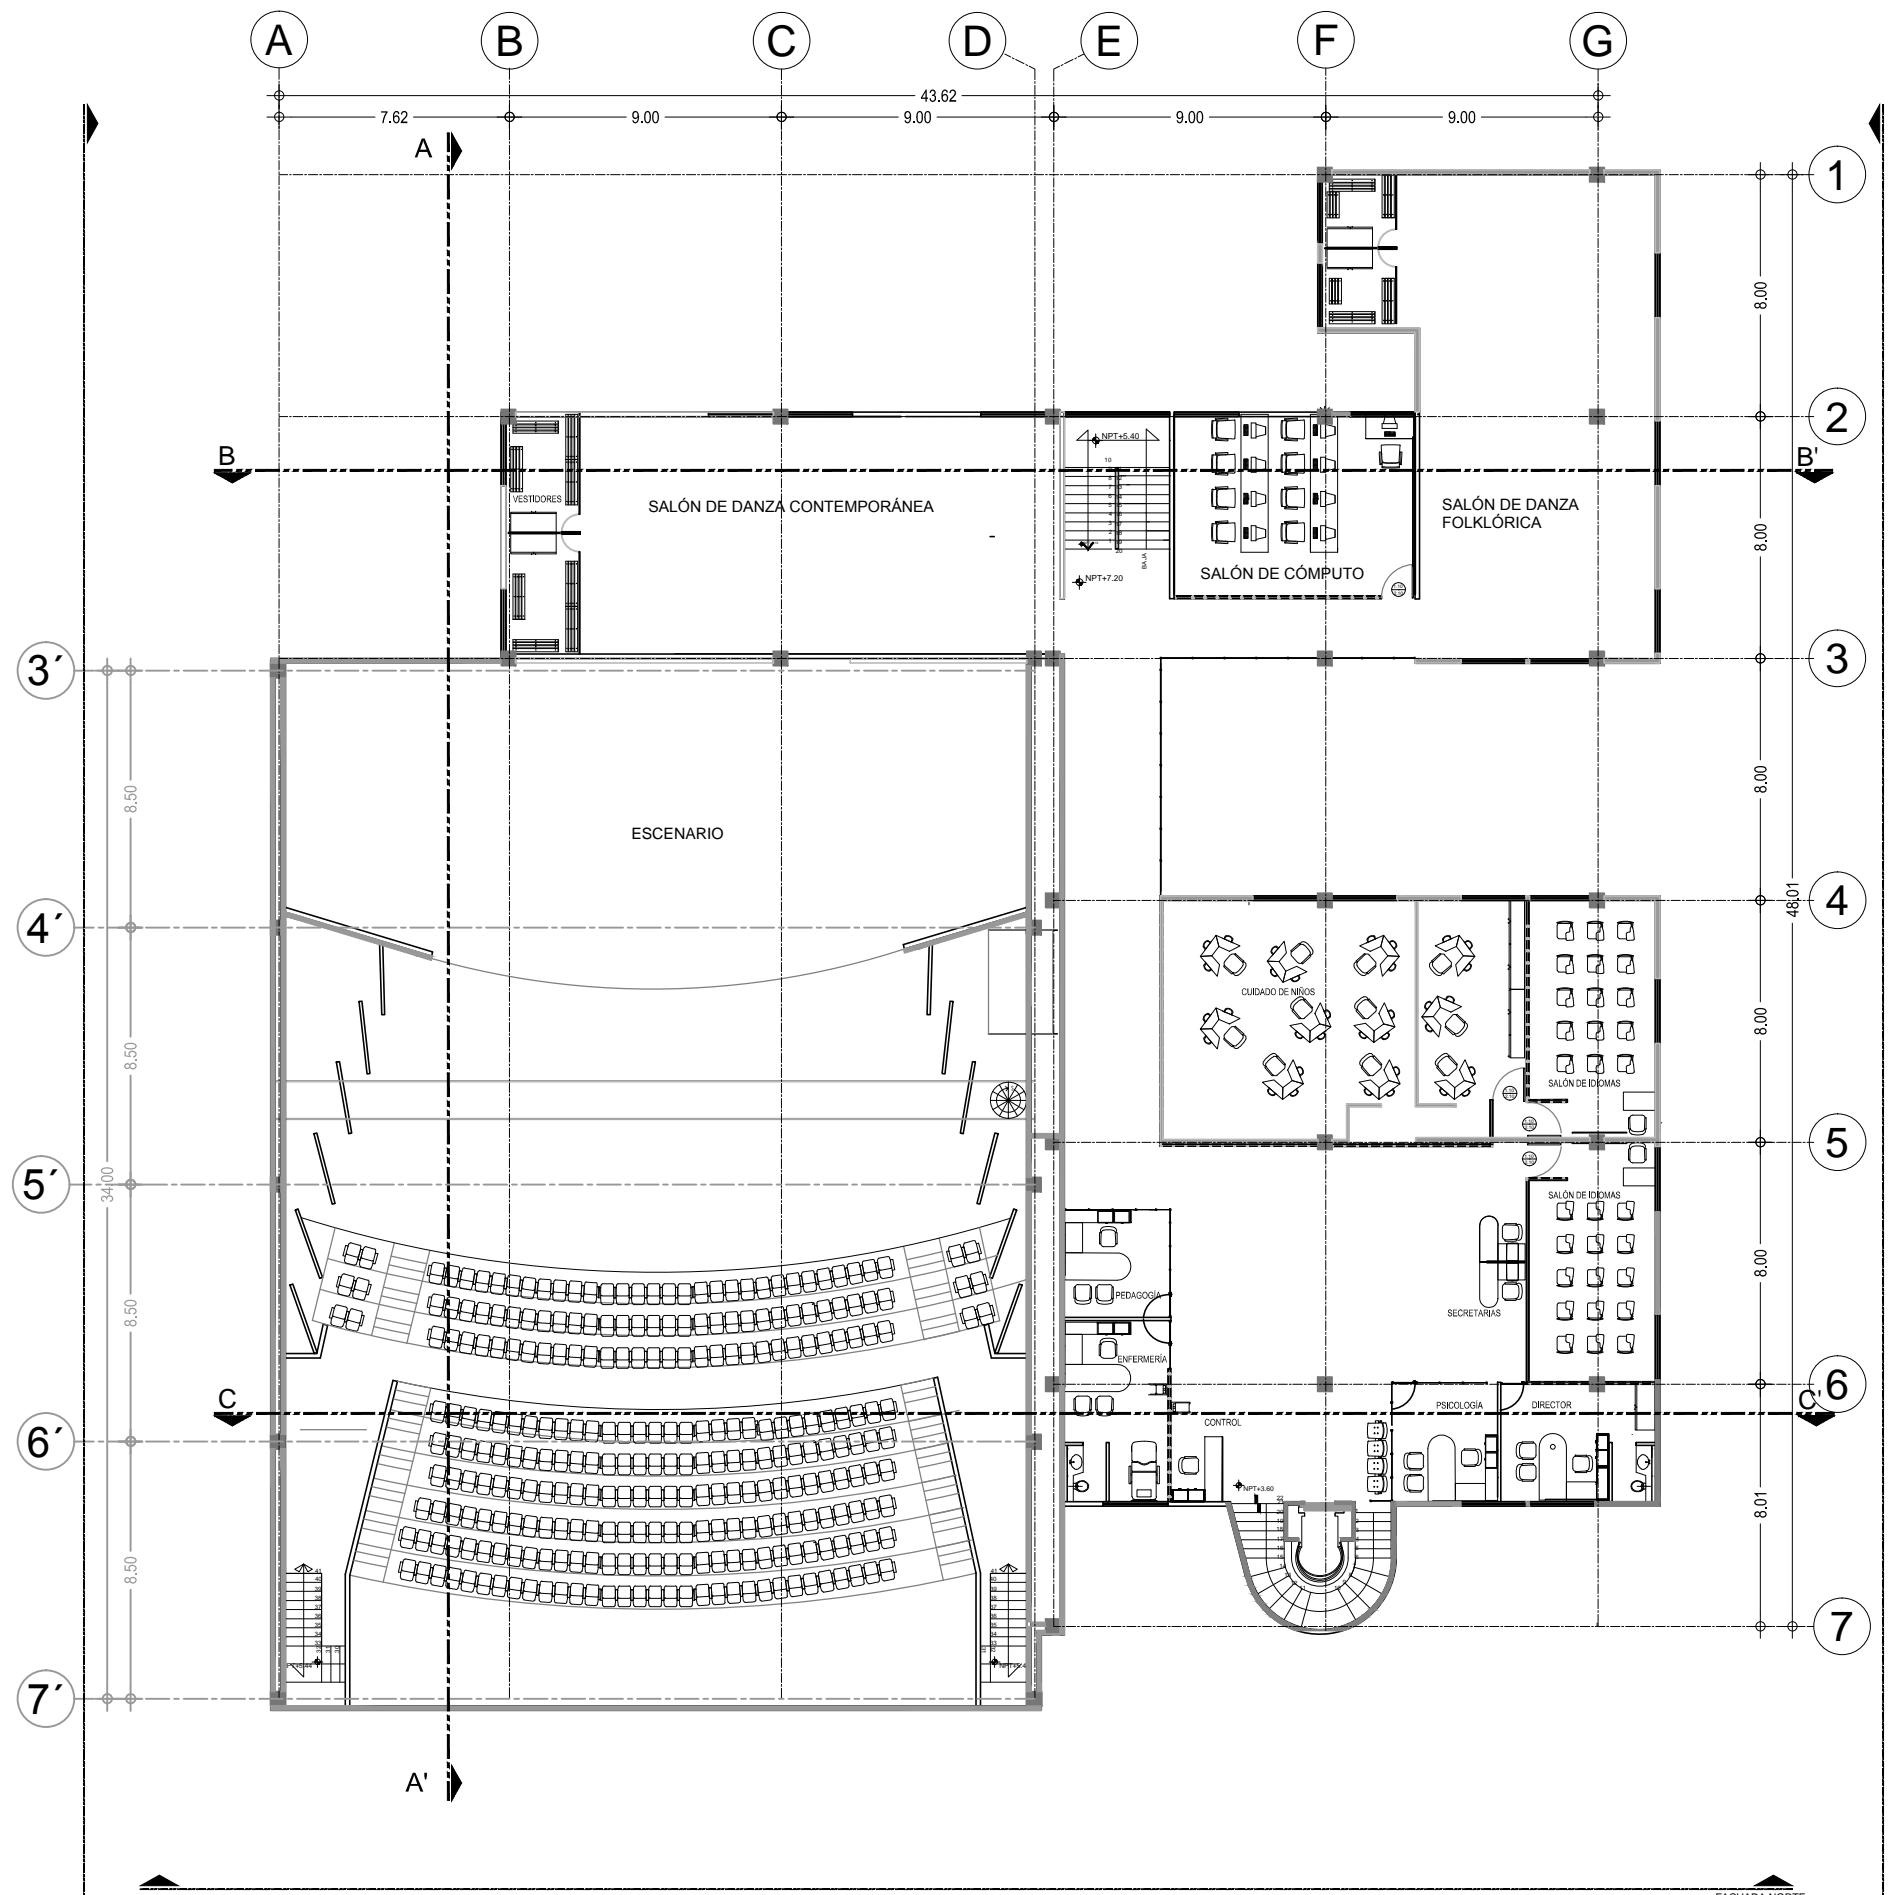 A B C D E F G
43.62
7.62 9.00 9.00 9.00 9.00
A
1
8.00
2
B B'
NPT+5.40
VESTIDORES
SALÓN DE DANZA CONTEMPORÁNEA
SALÓN DE DANZA
FOLKLÓRICA
8.00
BAJA
SALÓN DE CÓMPUTO
NPT+7.20
3´ 3
8.50
8.00
ESCENARIO
4´ 4
48.01
CUIDADO DE NIÑOS
8.00
8.50
SALÓN DE IDIOMAS
5
5´
34.00
SALÓN DE IDIOMAS
8.00
PEDAGOGÍA
SECRETARIAS
8.50
ENFERMERÍA
6
C C'
PSICOLOGÍA DIRECTOR
CONTROL
6´
NPT+3.60
8.01
8.50
7
7´
A'
FACHADA NORTE